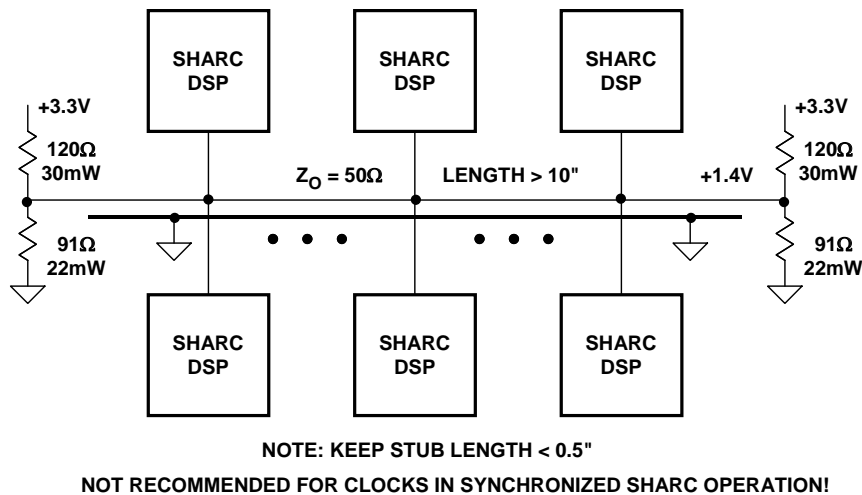 SHARC
DSP
SHARC
DSP
SHARC
DSP
+3.3V
120Ω
30mW
91Ω
22mW
Z_O = 50Ω
LENGTH > 10"
+1.4V
+3.3V
120Ω
30mW
91Ω
22mW
SHARC
DSP
SHARC
DSP
SHARC
DSP
NOTE: KEEP STUB LENGTH < 0.5"
NOT RECOMMENDED FOR CLOCKS IN SYNCHRONIZED SHARC OPERATION!